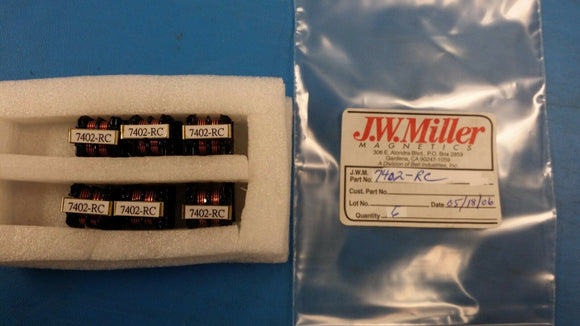 7402-RC 7402-RC 7402-RC
7402-RC 7402-RC 7402-RC
J.W.Miller
MAGNETICS
306 E. Alondra Blvd., P.O. Box 2859
Gardena, CA 90247-1059
A Division of Bell Industries, Inc.
J.W.M.
Part No. 7402-RC
Cust. Part No.
Lot No. Date 05/18/06
Quantity 6